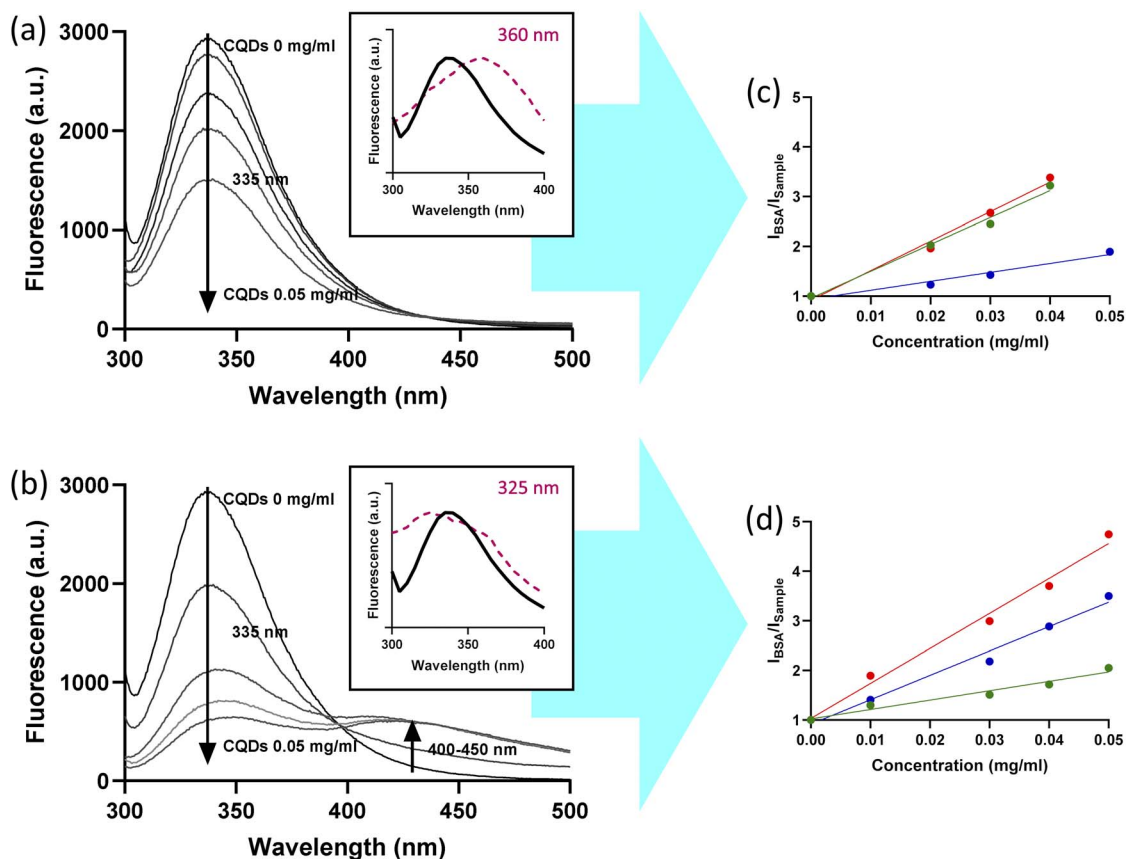 (a)
3000
2000
1000
0
Fluorescence (a.u.)
CQDs 0 mg/ml
335 nm
CQDs 0.05 mg/ml
300
350
400
450
500
Wavelength (nm)
360 nm
Fluorescence (a.u.)
300
350
400
Wavelength (nm)
(c)
5
4
3
2
1
I_BSA/I_Sample
0.00
0.01
0.02
0.03
0.04
0.05
Concentration (mg/ml)
(b)
3000
2000
1000
0
Fluorescence (a.u.)
CQDs 0 mg/ml
335 nm
CQDs 0.05 mg/ml
400-450 nm
300
350
400
450
500
Wavelength (nm)
325 nm
Fluorescence (a.u.)
300
350
400
Wavelength (nm)
(d)
5
4
3
2
1
I_BSA/I_Sample
0.00
0.01
0.02
0.03
0.04
0.05
Concentration (mg/ml)